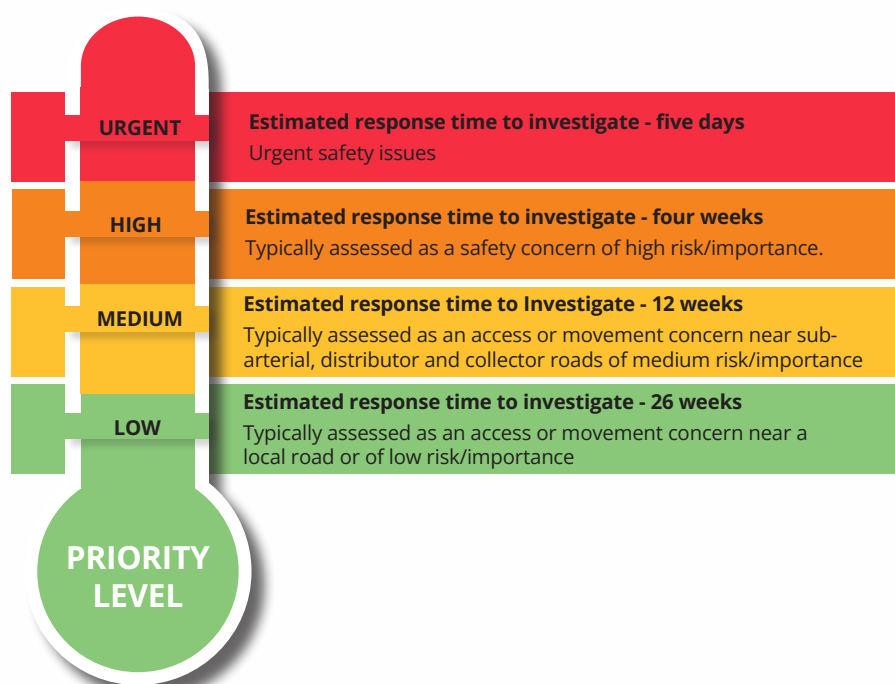 URGENT
Estimated response time to investigate - five days
Urgent safety issues
HIGH
Estimated response time to investigate - four weeks
Typically assessed as a safety concern of high risk/importance.
MEDIUM
Estimated response time to Investigate - 12 weeks
Typically assessed as an access or movement concern near sub-
arterial, distributor and collector roads of medium risk/importance
LOW
Estimated response time to investigate - 26 weeks
Typically assessed as an access or movement concern near a
local road or of low risk/importance
PRIORITY
LEVEL